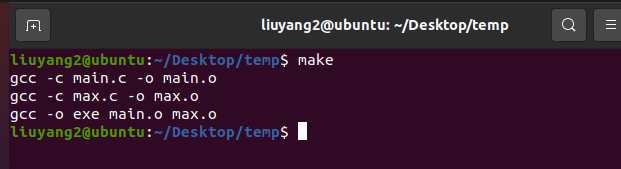 liuyang2@ubuntu: ~/Desktop/temp
liuyang2@ubuntu:~/Desktop/temp$ make
gcc -c main.c -o main.o
gcc -c max.c -o max.o
gcc -o exe main.o max.o
liuyang2@ubuntu:~/Desktop/temp$